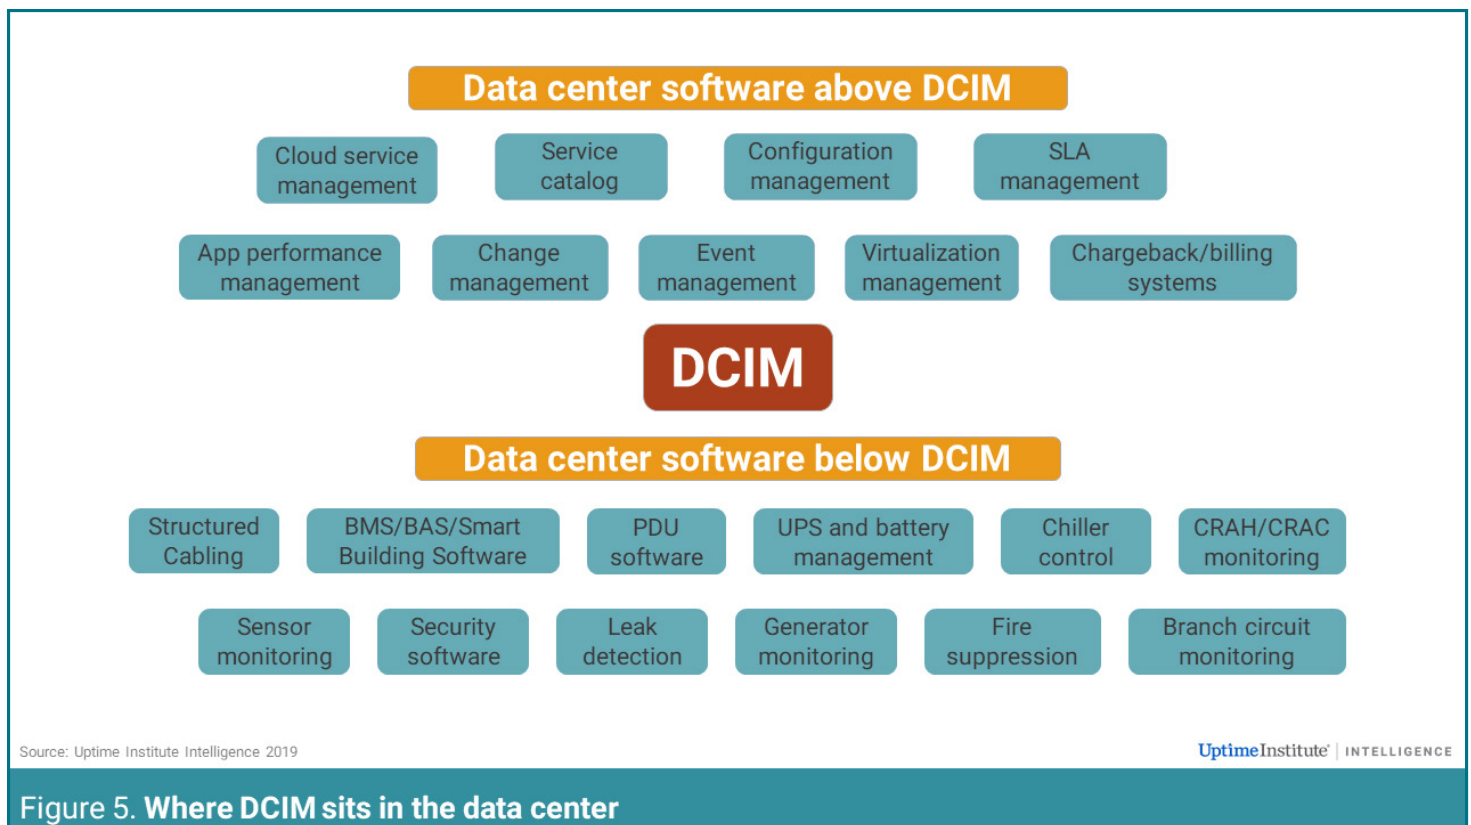 Data center software above DCIM
Cloud service
management
Service
catalog
Configuration
management
SLA
management
App performance
management
Change
management
Event
management
Virtualization
management
Chargeback/billing
systems
DCIM
Data center software below DCIM
Structured
Cabling
BMS/BAS/Smart
Building Software
PDU
software
UPS and battery
management
Chiller
control
CRAH/CRAC
monitoring
Sensor
monitoring
Security
software
Leak
detection
Generator
monitoring
Fire
suppression
Branch circuit
monitoring
Source: Uptime Institute Intelligence 2019
UptimeInstitute® | INTELLIGENCE
Figure 5. Where DCIM sits in the data center